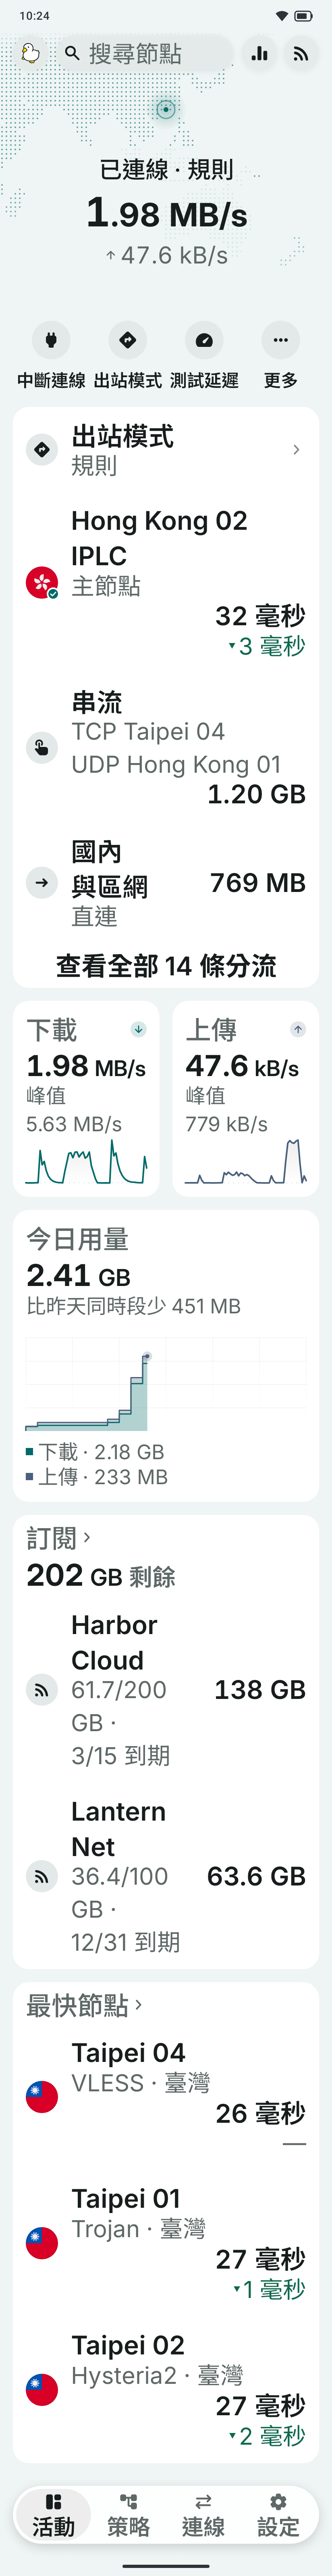 10:24
搜尋節點
已連線 · 規則
1.98 MB/s
↑ 47.6 kB/s
中斷連線 出站模式 測試延遲 更多
出站模式
規則
Hong Kong 02
IPLC
主節點
32 毫秒
▼3 毫秒
串流
TCP Taipei 04
UDP Hong Kong 01
1.20 GB
國內
與區網
直連
769 MB
查看全部 14 條分流
下載
1.98 MB/s
峰值
5.63 MB/s
上傳
47.6 kB/s
峰值
779 kB/s
今日用量
2.41 GB
比昨天同時段少 451 MB
下載 · 2.18 GB
上傳 · 233 MB
訂閱
202 GB 剩餘
Harbor
Cloud
61.7/200
GB ·
3/15 到期
138 GB
Lantern
Net
36.4/100
GB ·
12/31 到期
63.6 GB
最快節點
Taipei 04
VLESS · 臺灣
26 毫秒
—
Taipei 01
Trojan · 臺灣
27 毫秒
▼1 毫秒
Taipei 02
Hysteria2 · 臺灣
27 毫秒
▼2 毫秒
活動 策略 連線 設定